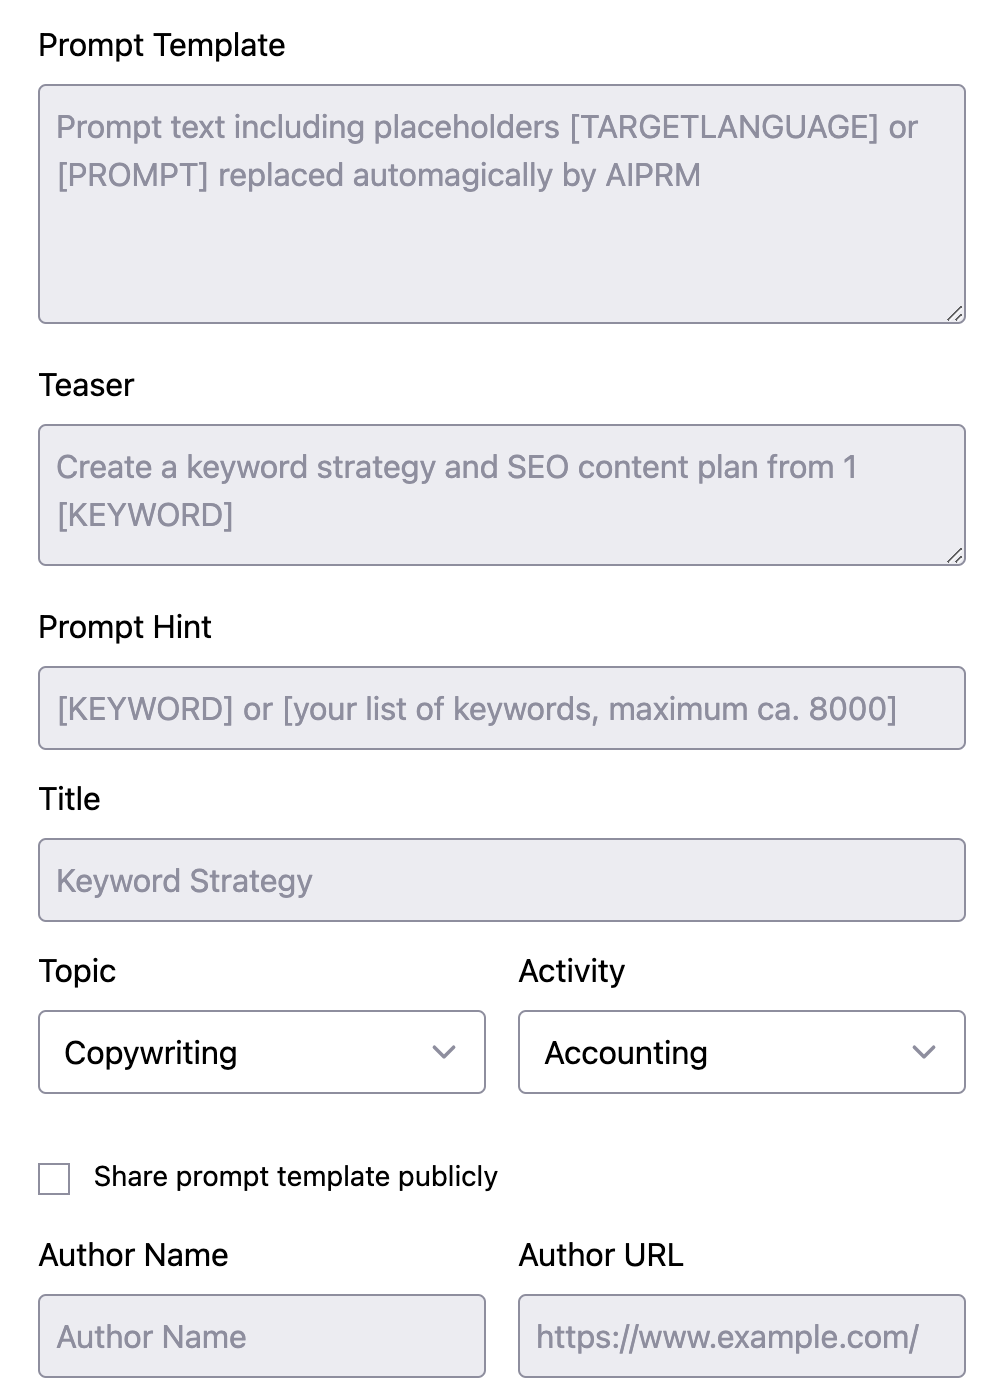 Prompt Template
Prompt text including placeholders [TARGETLANGUAGE] or
[PROMPT] replaced automagically by AIPRM
Teaser
Create a keyword strategy and SEO content plan from 1
[KEYWORD]
Prompt Hint
[KEYWORD] or [your list of keywords, maximum ca. 8000]
Title
Keyword Strategy
Topic Activity
Copywriting Accounting
Share prompt template publicly
Author Name Author URL
Author Name https://www.example.com/